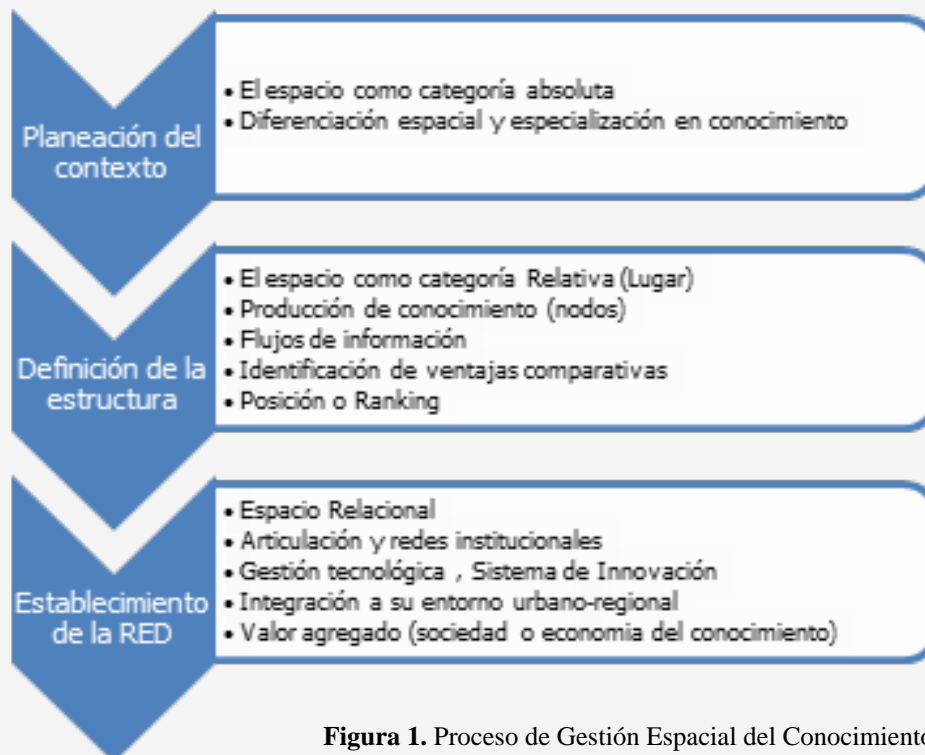 Planeación del
contexto
• El espacio como categoría absoluta
• Diferenciación espacial y especialización en conocimiento
Definición de la
estructura
• El espacio como categoría Relativa (Lugar)
• Producción de conocimiento (nodos)
• Flujos de información
• Identificación de ventajas comparativas
• Posición o Ranking
Establecimiento
de la RED
• Espacio Relacional
• Articulación y redes institucionales
• Gestión tecnológica , Sistema de Innovación
• Integración a su entorno urbano-regional
• Valor agregado (sociedad o economia del conocimiento)
Figura 1. Proceso de Gestión Espacial del Conocimiento